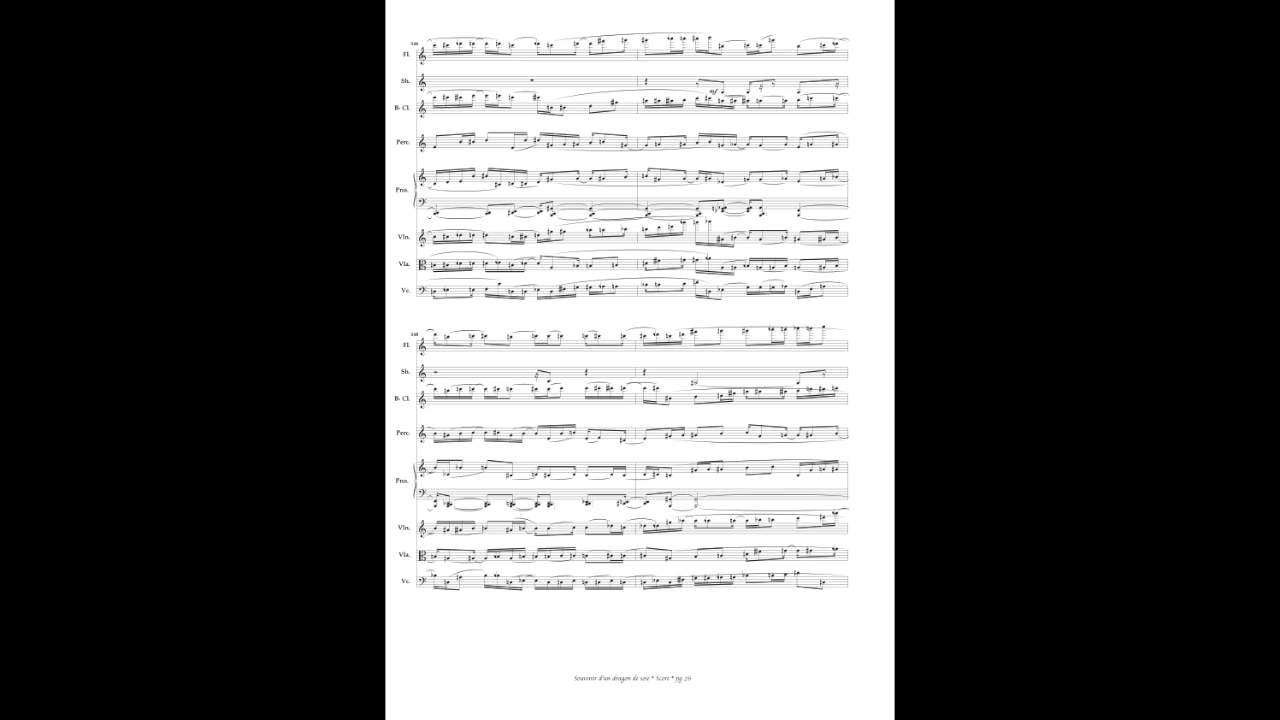 Fl.
Sh.
mf
B♭ Cl.
Perc.
Pno.
Vln.
Vla.
Vc.
Fl.
Sh.
B♭ Cl.
Perc.
Pno.
Vln.
Vla.
Vc.
Souvenir d'un dragon de soie * Score * pg 26